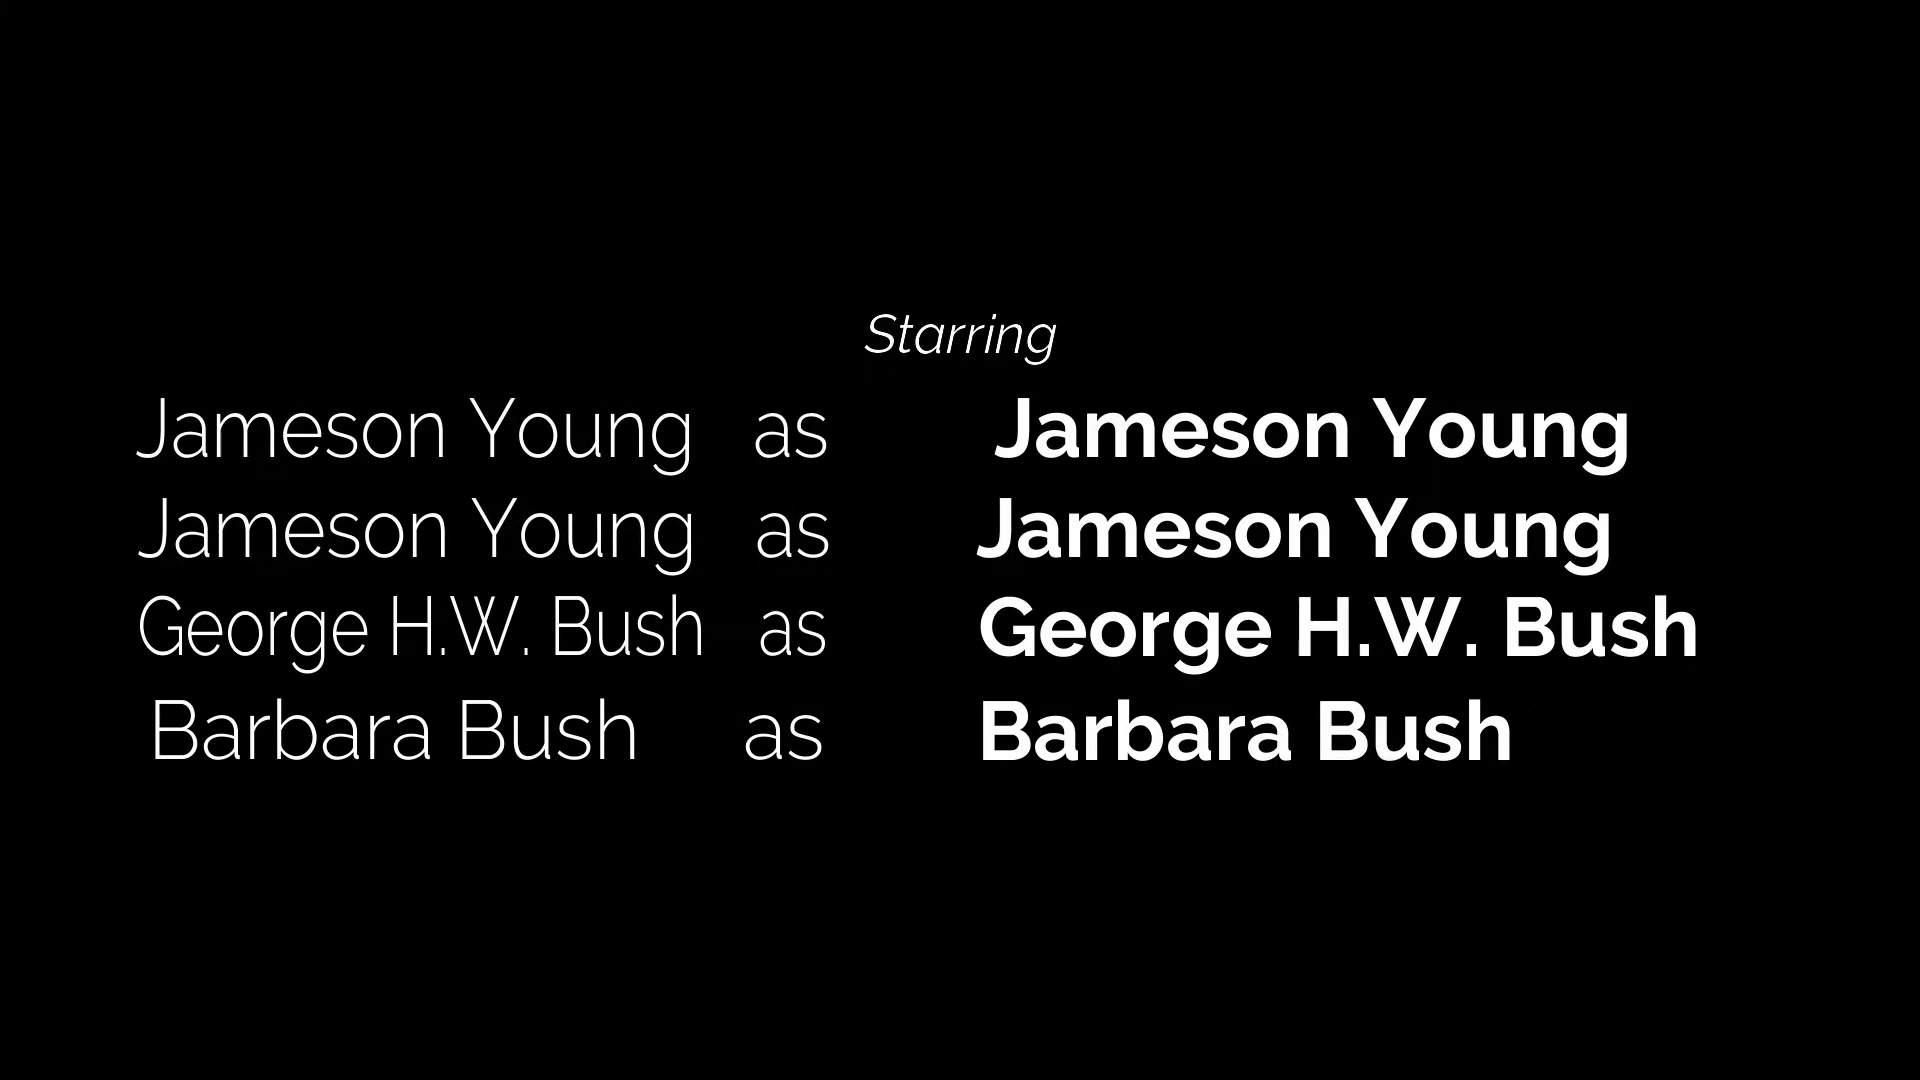 Starring
Jameson Young as Jameson Young
Jameson Young as Jameson Young
George H.W. Bush as George H.W. Bush
Barbara Bush as Barbara Bush